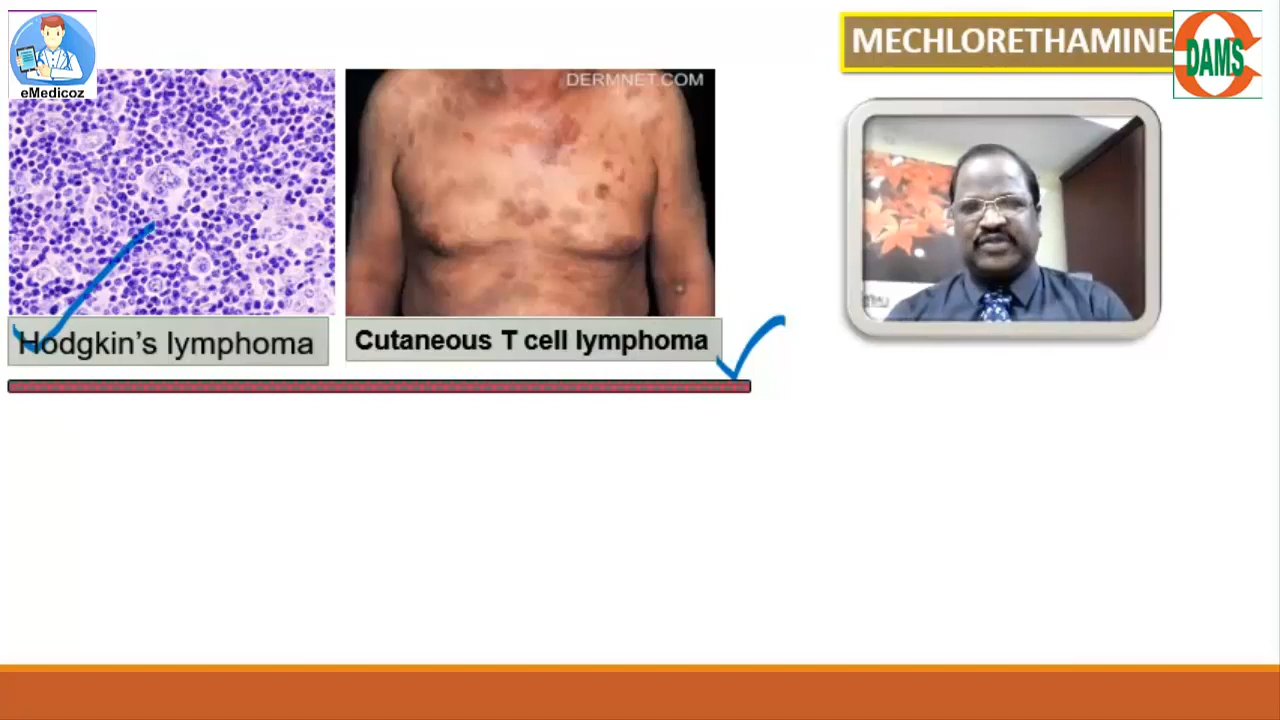 eMedicoz
DERMNET.COM
MECHLORETHAMINE
DAMS
Hodgkin's lymphoma
Cutaneous T cell lymphoma